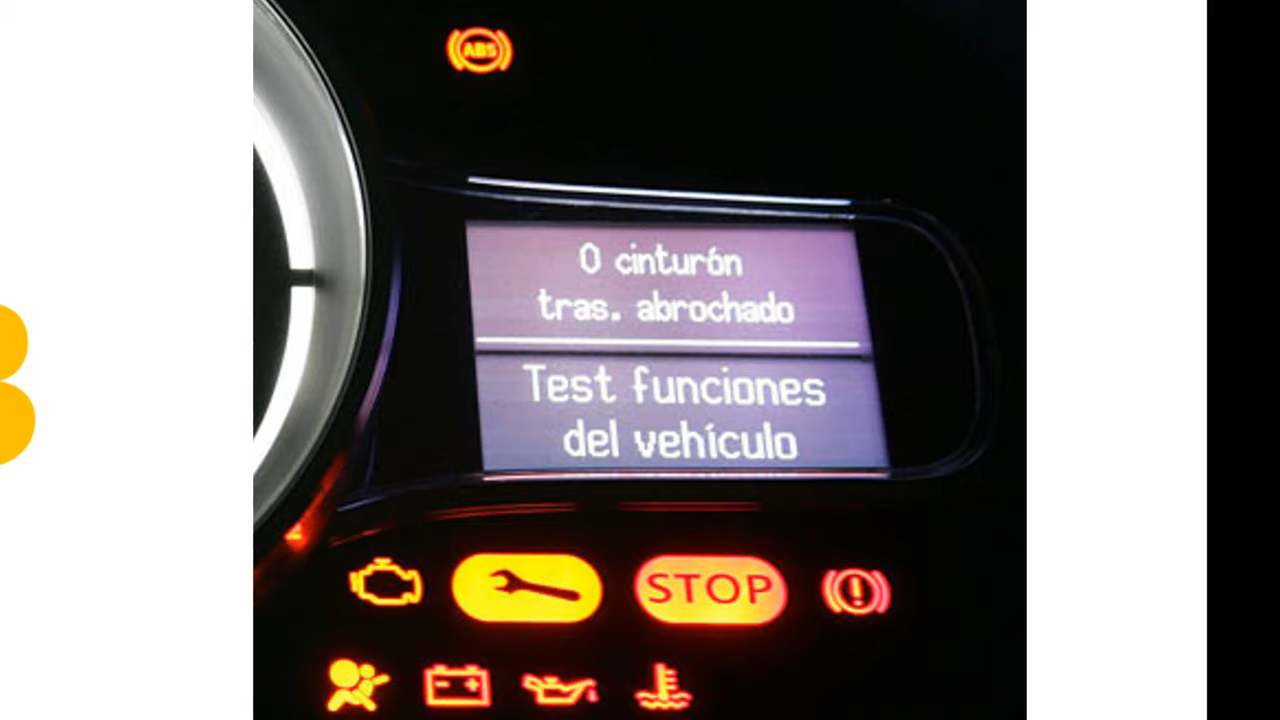 ABS
0 cinturón
tras. abrochado
Test funciones
del vehículo
STOP